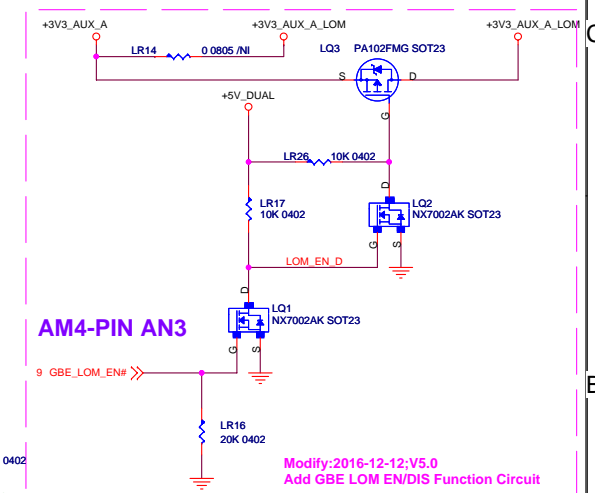 +3V3_AUX_A
+3V3_AUX_A_LOM
+3V3_AUX_A_LOM
C
LR14
0 0805 /NI
LQ3
PA102FMG SOT23
S
D
G
+5V_DUAL
LR26
10K 0402
D
LR17
10K 0402
LQ2
NX7002AK SOT23
G
S
LOM_EN_D
D
LQ1
NX7002AK SOT23
AM4-PIN AN3
G
S
9 GBE_LOM_EN#
LR16
20K 0402
0402
Modify:2016-12-12;V5.0
Add GBE LOM EN/DIS Function Circuit